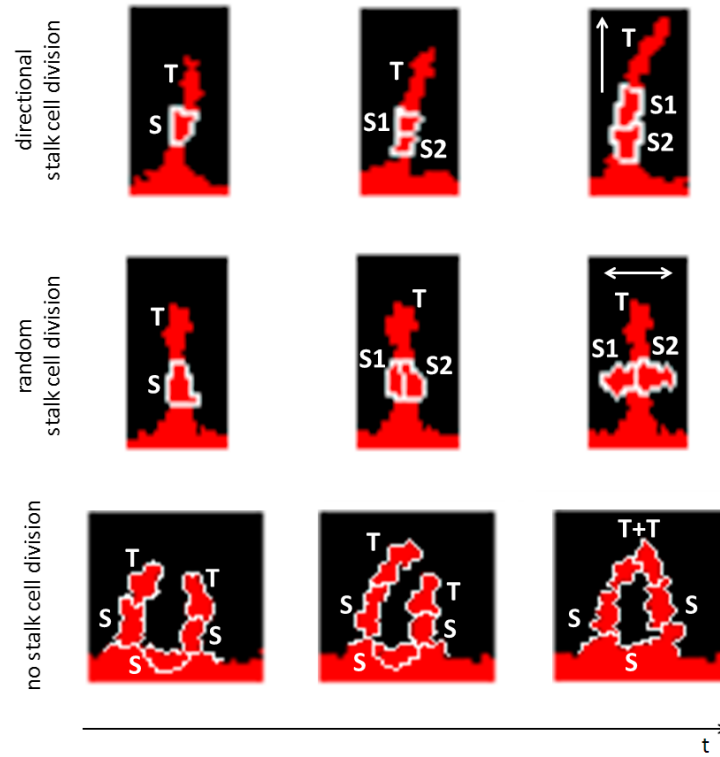 directional
stalk cell division
T
S
T
S1
S2
T
S1
S2
random
stalk cell division
T
S
T
S1
S2
T
S1
S2
no stalk cell division
T
T
S
S
S
T
T
S
S
S
T+T
S
S
S
t